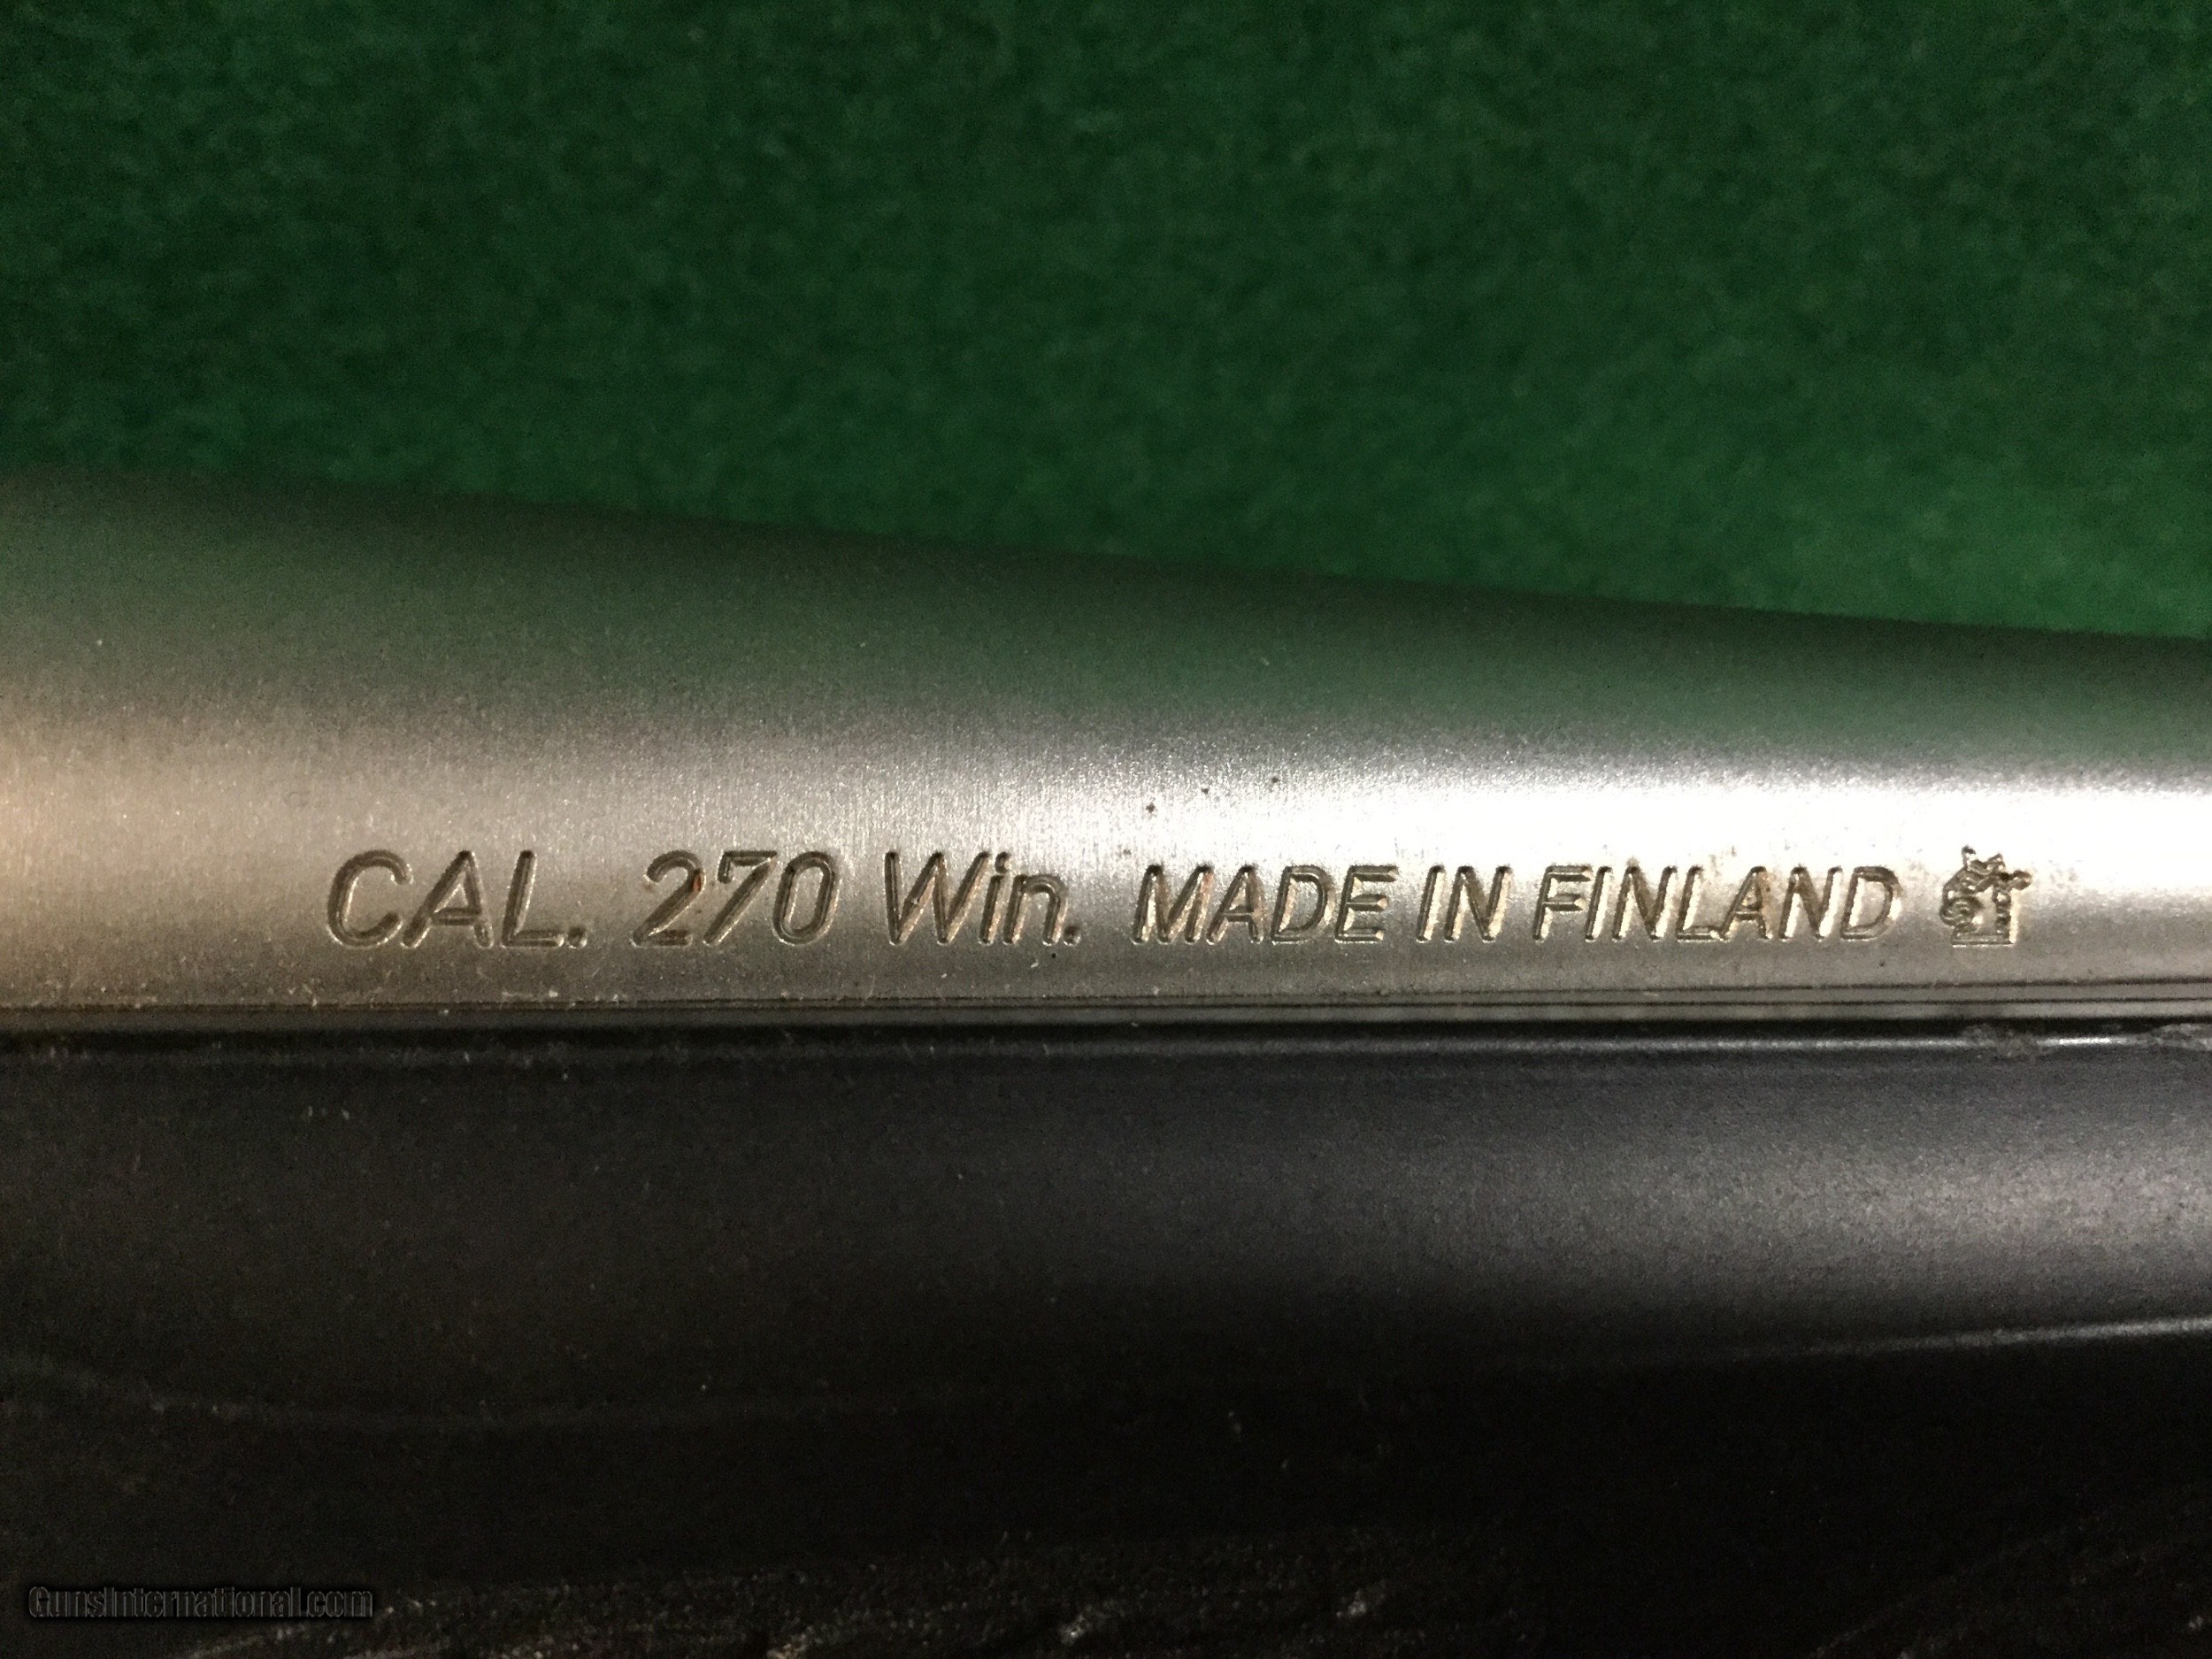 CAL. 270 Win. MADE IN FINLAND
GunsInternational.com